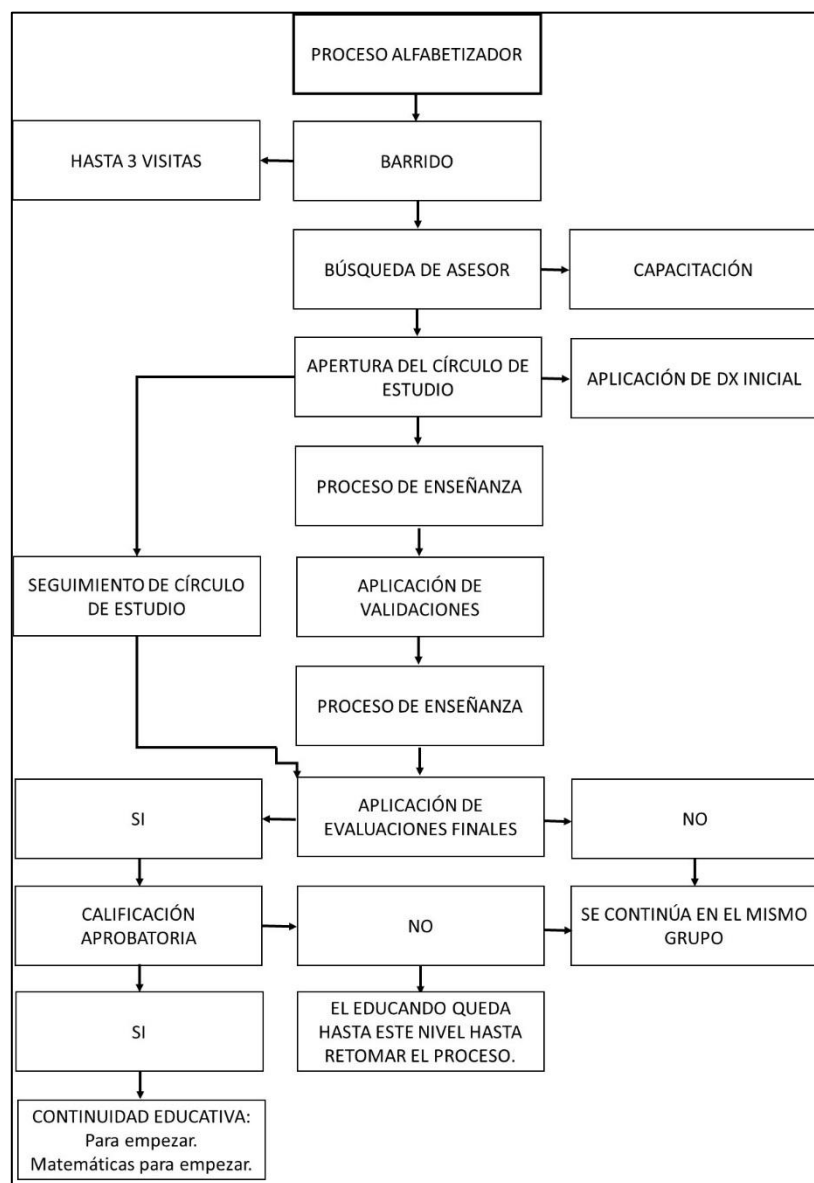 PROCESO ALFABETIZADOR
HASTA 3 VISITAS
BARRIDO
BÚSQUEDA DE ASESOR
CAPACITACIÓN
APERTURA DEL CÍRCULO DE
ESTUDIO
APLICACIÓN DE DX INICIAL
PROCESO DE ENSEÑANZA
SEGUIMIENTO DE CÍRCULO
DE ESTUDIO
APLICACIÓN DE
VALIDACIONES
PROCESO DE ENSEÑANZA
SI
APLICACIÓN DE
EVALUACIONES FINALES
NO
CALIFICACIÓN
APROBATORIA
NO
SE CONTINÚA EN EL MISMO
GRUPO
SI
EL EDUCANDO QUEDA
HASTA ESTE NIVEL HASTA
RETOMAR EL PROCESO.
CONTINUIDAD EDUCATIVA:
Para empezar.
Matemáticas para empezar.